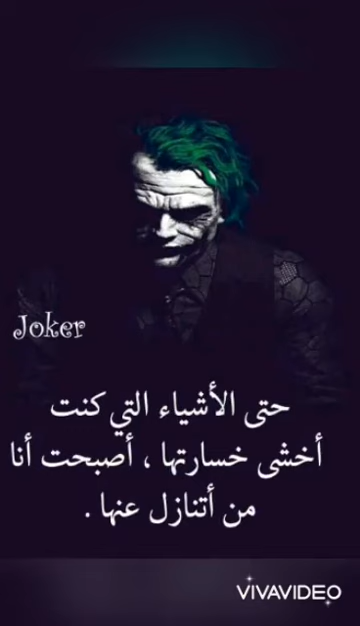 Joker
حتى الأشياء التي كنت
أخشى خسارتها ، أصبحت أنا
من أتنازل عنها .
VIVAVIDEO